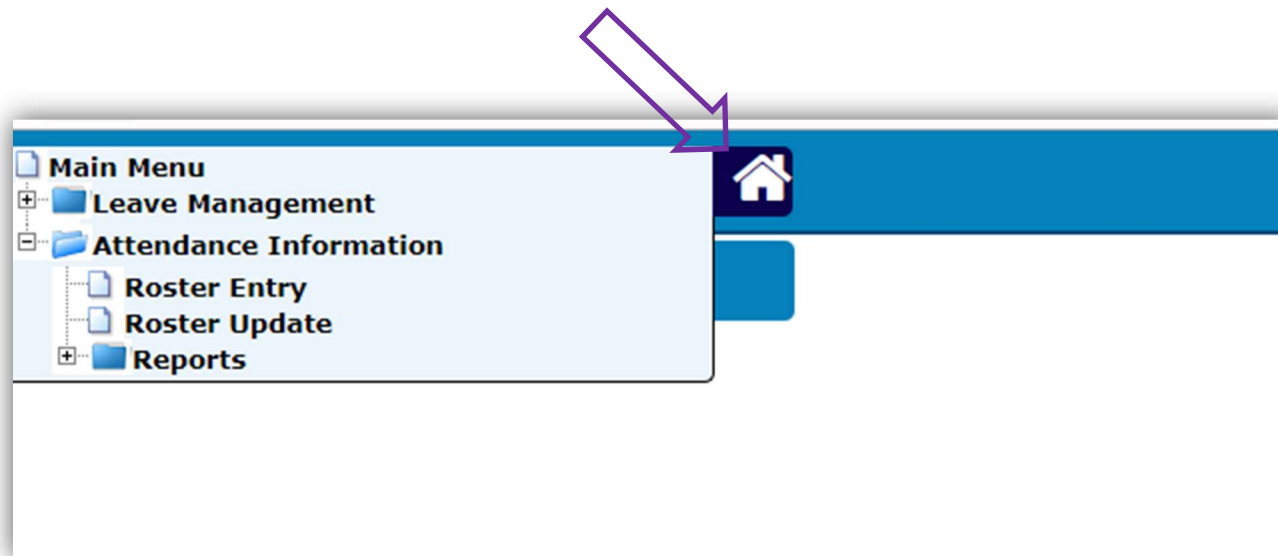 Main Menu
Leave Management
Attendance Information
Roster Entry
Roster Update
Reports